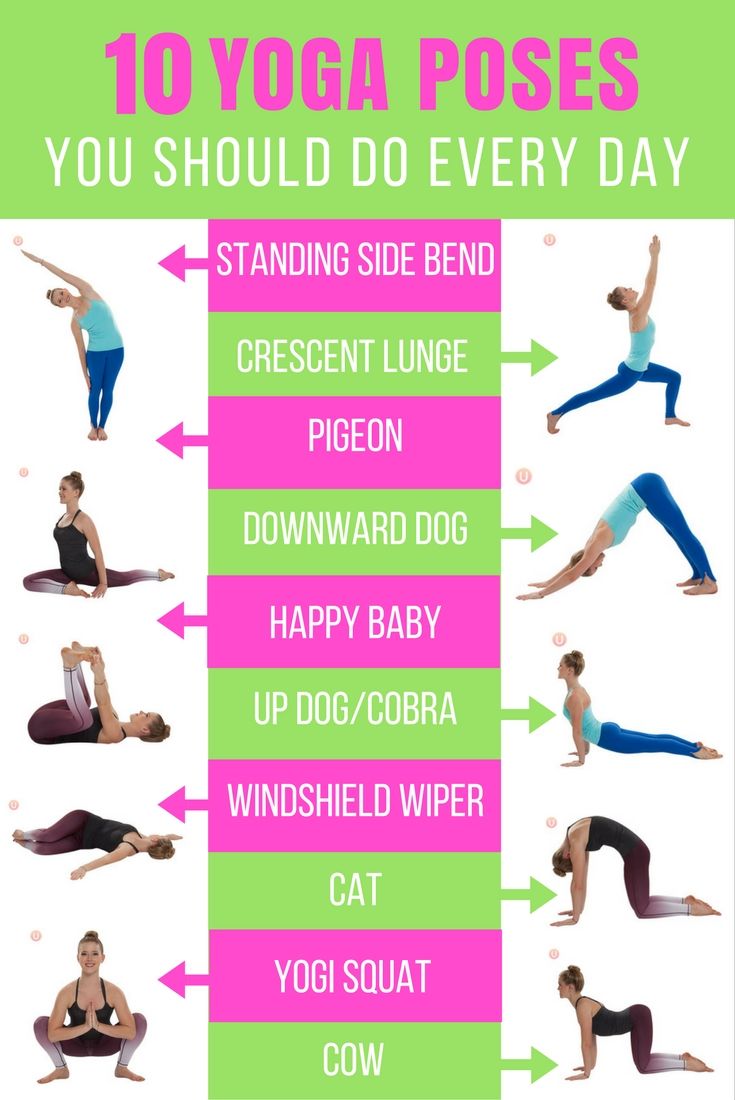 10 YOGA POSES
YOU SHOULD DO EVERY DAY
STANDING SIDE BEND
CRESCENT LUNGE
PIGEON
DOWNWARD DOG
HAPPY BABY
UP DOG/COBRA
WINDSHIELD WIPER
CAT
YOGI SQUAT
COW